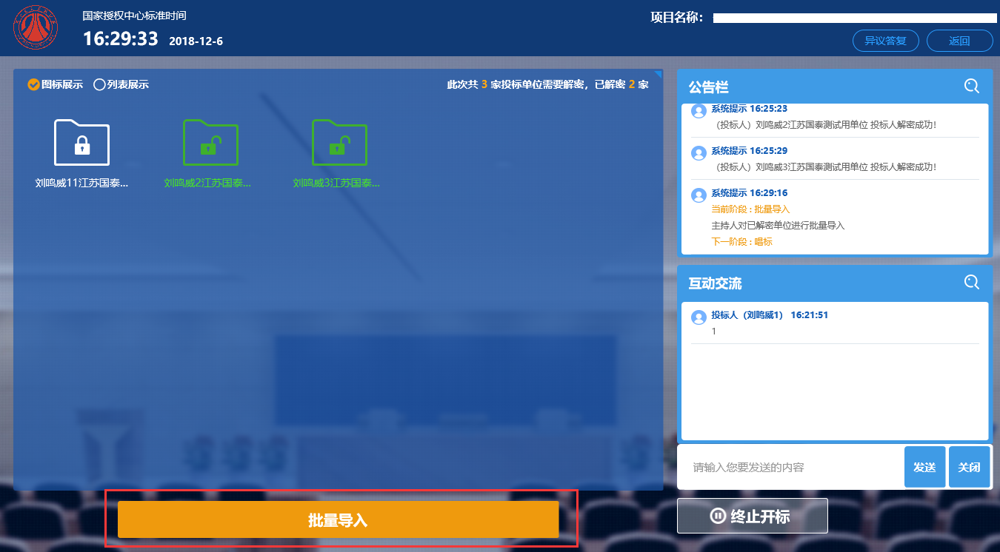 国家授权中心标准时间
16:29:33 2018-12-6
项目名称：
异议答复
返回
图标展示
列表展示
此次共 3 家投标单位需要解密，已解密 2 家
刘鸣威11江苏国泰...
刘鸣威2江苏国泰...
刘鸣威3江苏国泰...
批量导入
公告栏
系统提示 16:25:23
（投标人）刘鸣威2江苏国泰测试用单位 投标人解密成功！
系统提示 16:25:29
（投标人）刘鸣威3江苏国泰测试用单位 投标人解密成功！
系统提示 16:29:16
当前阶段 : 批量导入
主持人对已解密单位进行批量导入
下一阶段 : 唱标
互动交流
投标人（刘鸣威1） 16:21:51
1
请输入您要发送的内容
发送
关闭
终止开标